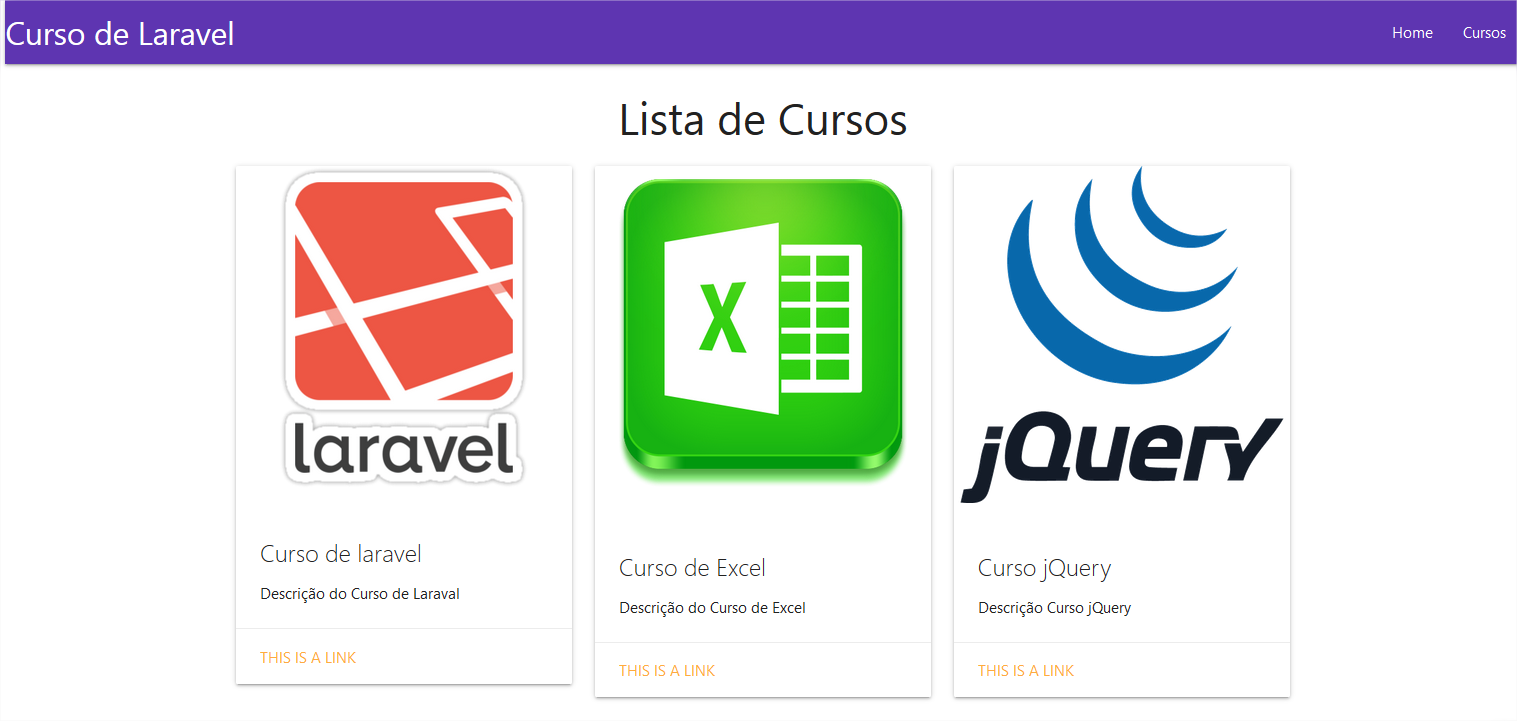 Curso de Laravel
Home
Cursos
Lista de Cursos
laravel
Curso de laravel
Descrição do Curso de Laraval
THIS IS A LINK
X
Curso de Excel
Descrição do Curso de Excel
THIS IS A LINK
jQuery
Curso jQuery
Descrição Curso jQuery
THIS IS A LINK